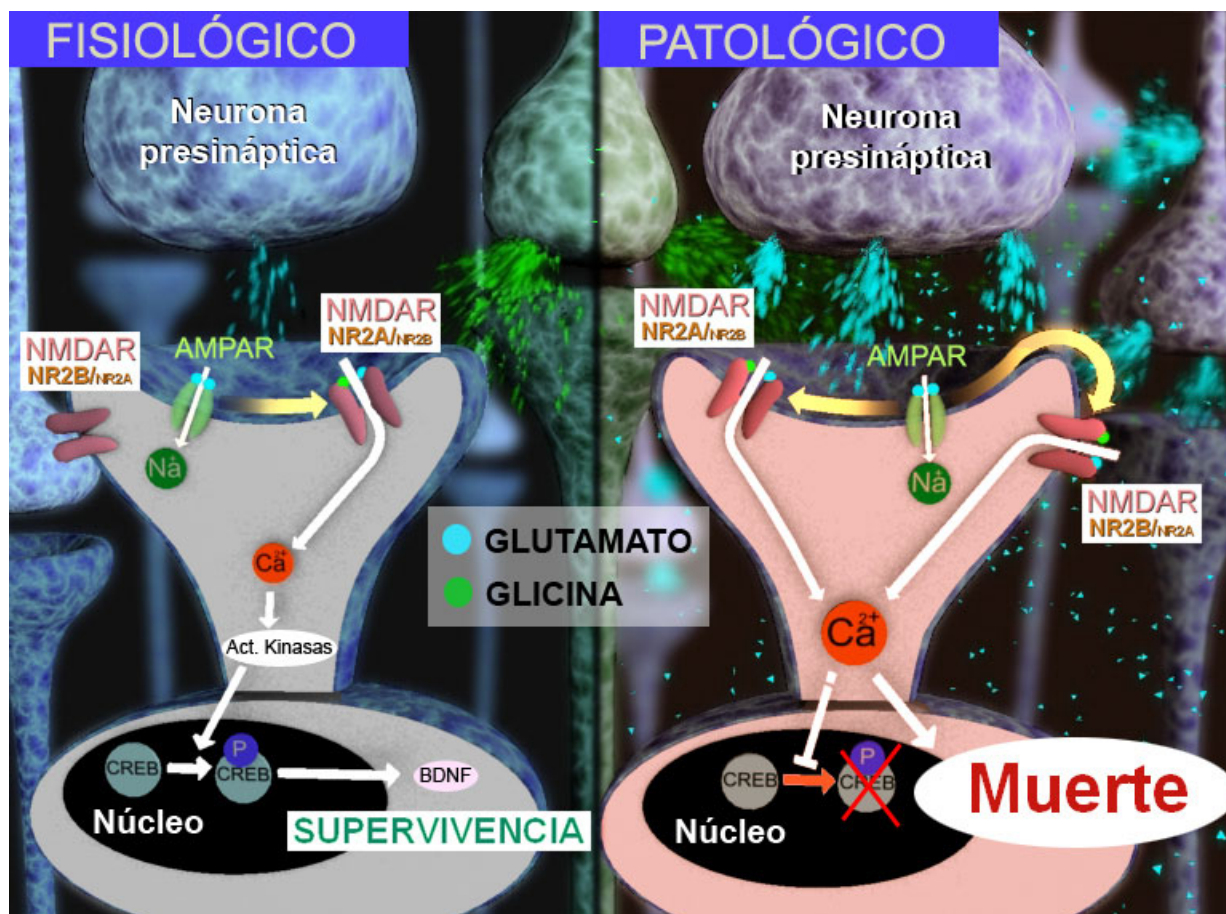 FISIOLÓGICO
Neurona
presináptica
NMDAR
NR2B/NR2A
AMPAR
NMDAR
NR2A/NR2B
Na+
Ca2+
Act. Kinasas
CREB
P
CREB
BDNF
Núcleo
SUPERVIVENCIA
GLUTAMATO
GLICINA
PATOLÓGICO
Neurona
presináptica
NMDAR
NR2A/NR2B
AMPAR
Na+
NMDAR
NR2B/NR2A
Ca2+
CREB
P
CREB
Núcleo
Muerte